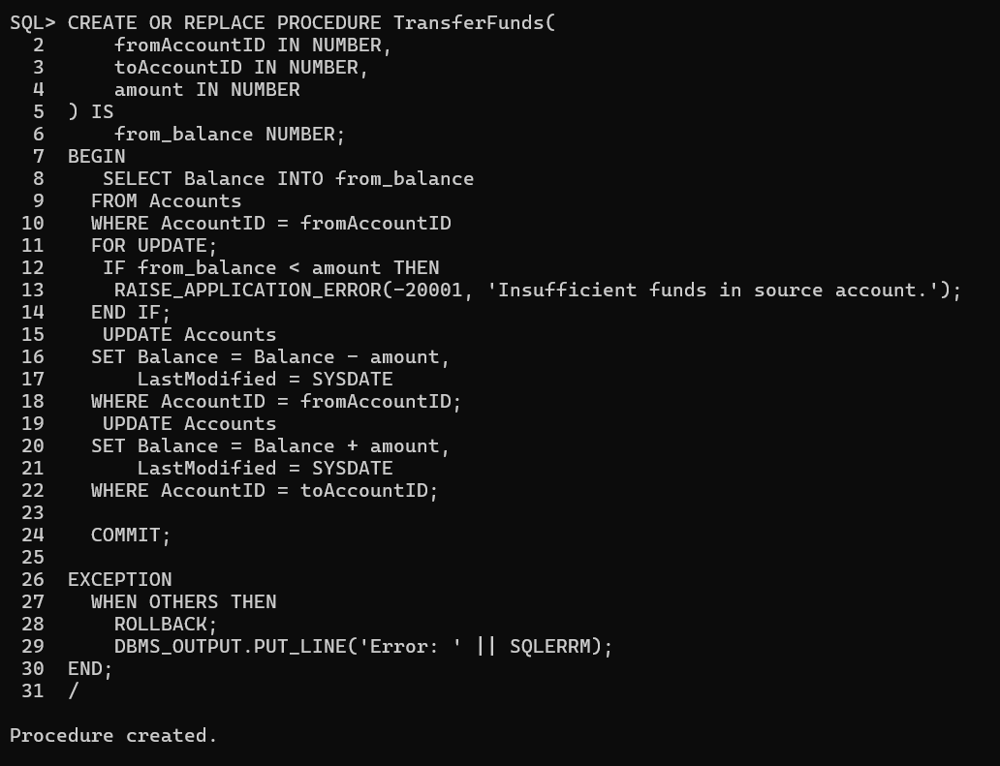 SQL> CREATE OR REPLACE PROCEDURE TransferFunds(
  2      fromAccountID IN NUMBER,
  3      toAccountID IN NUMBER,
  4      amount IN NUMBER
  5  ) IS
  6      from_balance NUMBER;
  7  BEGIN
  8     SELECT Balance INTO from_balance
  9    FROM Accounts
 10    WHERE AccountID = fromAccountID
 11    FOR UPDATE;
 12     IF from_balance < amount THEN
 13      RAISE_APPLICATION_ERROR(-20001, 'Insufficient funds in source account.');
 14    END IF;
 15     UPDATE Accounts
 16    SET Balance = Balance - amount,
 17        LastModified = SYSDATE
 18    WHERE AccountID = fromAccountID;
 19     UPDATE Accounts
 20    SET Balance = Balance + amount,
 21        LastModified = SYSDATE
 22    WHERE AccountID = toAccountID;
 23
 24    COMMIT;
 25
 26  EXCEPTION
 27    WHEN OTHERS THEN
 28      ROLLBACK;
 29      DBMS_OUTPUT.PUT_LINE('Error: ' || SQLERRM);
 30  END;
 31  /

Procedure created.